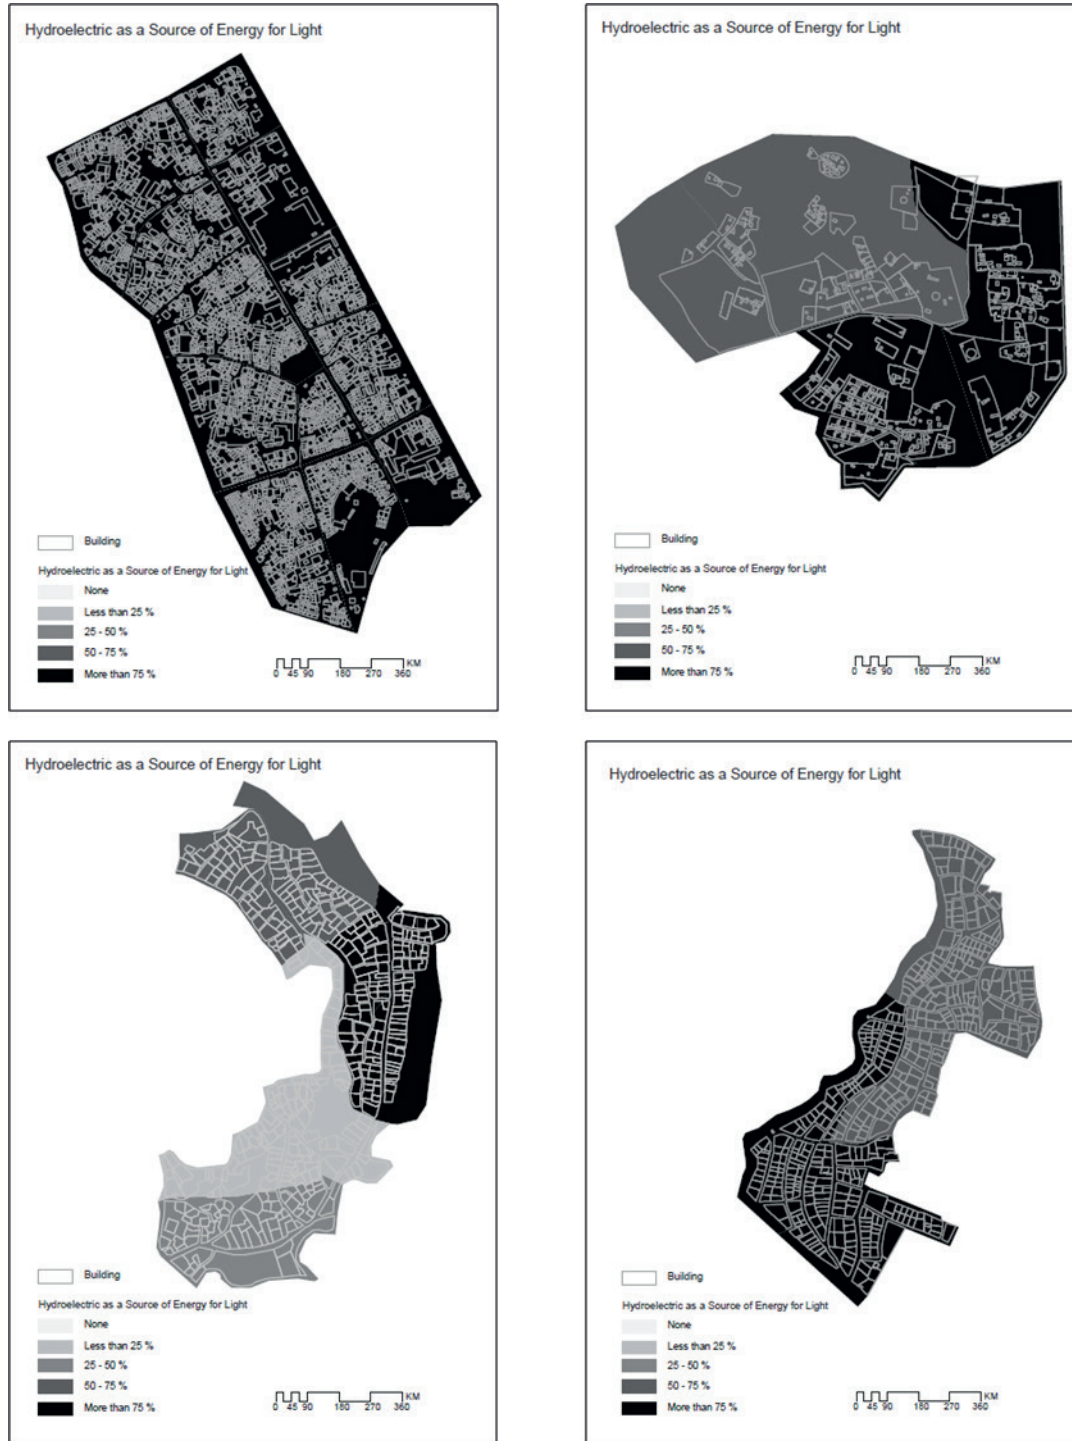 Hydroelectric as a Source of Energy for Light
Building
Hydroelectric as a Source of Energy for Light
None
Less than 25 %
25 - 50 %
50 - 75 %
More than 75 %
KM
0 45 90 180 270 360
Hydroelectric as a Source of Energy for Light
Building
Hydroelectric as a Source of Energy for Light
None
Less than 25 %
25 - 50 %
50 - 75 %
More than 75 %
KM
0 45 90 180 270 360
Hydroelectric as a Source of Energy for Light
Building
Hydroelectric as a Source of Energy for Light
None
Less than 25 %
25 - 50 %
50 - 75 %
More than 75 %
KM
0 45 90 180 270 360
Hydroelectric as a Source of Energy for Light
Building
Hydroelectric as a Source of Energy for Light
None
Less than 25 %
25 - 50 %
50 - 75 %
More than 75 %
KM
0 45 90 180 270 360